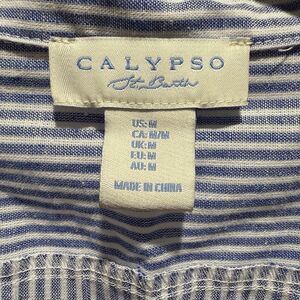 CALYPSO
St. Barth
US: M
CA: M/M
UK: M
EU: M
AU: M
MADE IN CHINA